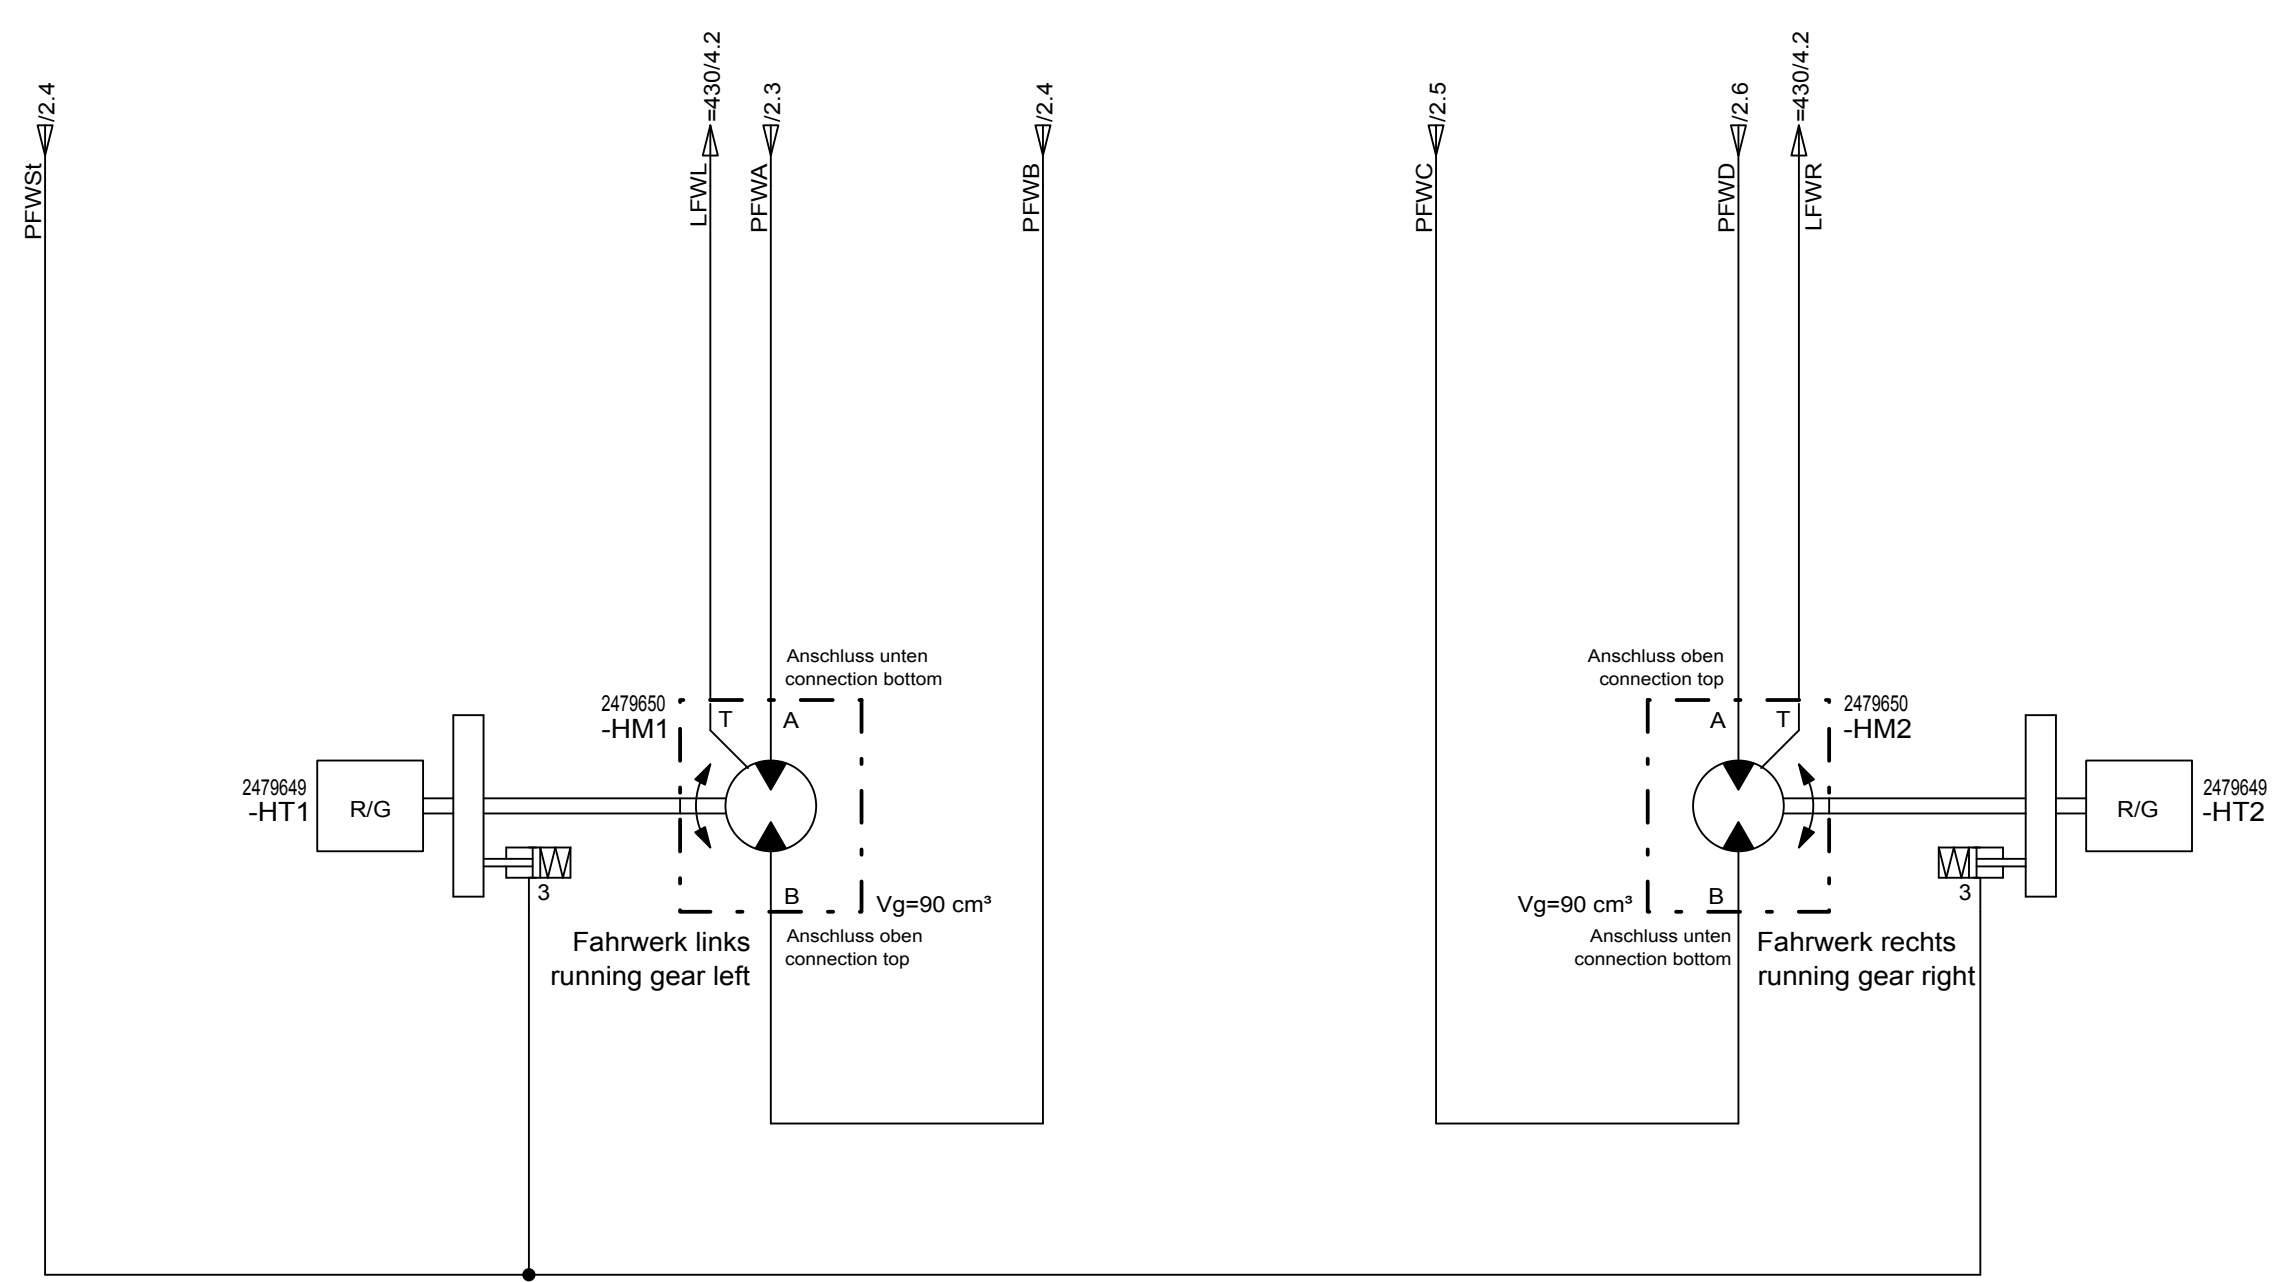 /2.4
PFWSt
=430/4.2
LFWL
/2.3
PFWA
/2.4
PFWB
/2.5
PFWC
/2.6
PFWD
=430/4.2
LFWR
Anschluss unten
connection bottom
2479650
-HM1
T
A
2479649
-HT1
R/G
3
B
Vg=90 cm³
Fahrwerk links
running gear left
Anschluss oben
connection top
Anschluss oben
connection top
A
T
2479650
-HM2
R/G
2479649
-HT2
3
Vg=90 cm³
B
Anschluss unten
connection bottom
Fahrwerk rechts
running gear right